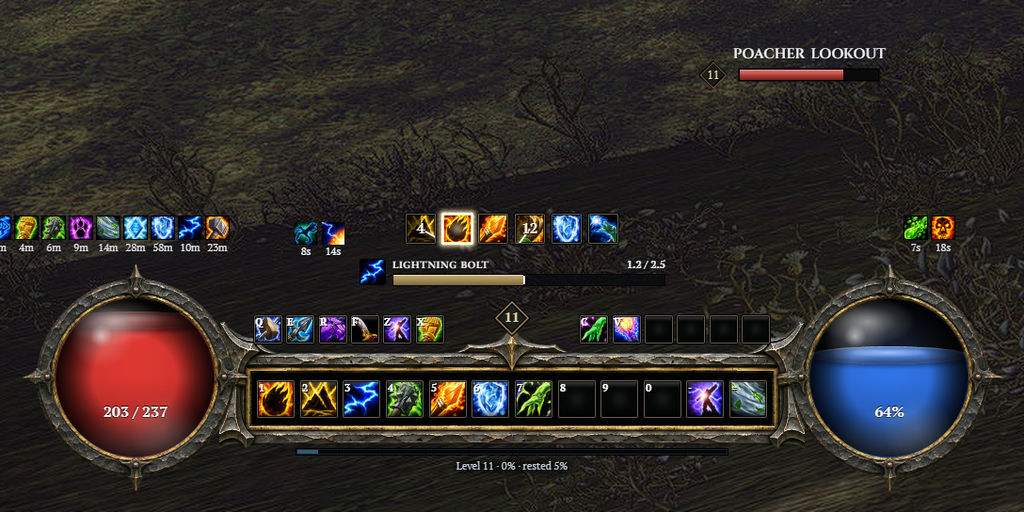 POACHER LOOKOUT
11
4 12
4m 6m 9m 14m 28m 58m 10m 23m
8s 14s
7s 18s
LIGHTNING BOLT 1.2 / 2.5
11
Q E R F Z
C V
1 2 3 4 5 6 7 8 9 0 - =
203 / 237
64%
Level 11 · 0% · rested 5%